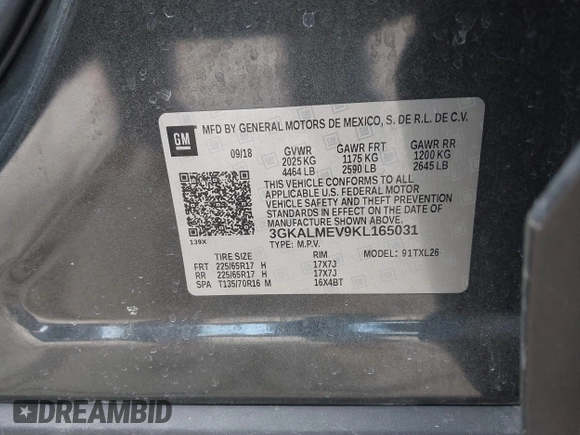 GM
MFD BY GENERAL MOTORS DE MEXICO, S. DE R.L. DE C.V.
09/18 GVWR GAWR FRT GAWR RR
2025 KG 1175 KG 1200 KG
4464 LB 2590 LB 2645 LB
THIS VEHICLE CONFORMS TO ALL
APPLICABLE U.S. FEDERAL MOTOR
VEHICLE SAFETY AND THEFT PREVENTION
STANDARDS IN EFFECT ON THE DATE OF
MANUFACTURE SHOWN ABOVE.
3GKALMEV9KL165031
139X
TYPE: M.P.V.
TIRE SIZE RIM MODEL: 91TXL26
FRT 225/65R17 H 17X7J
RR 225/65R17 H 17X7J
SPA T135/70R16 M 16X4BT
DREAMBID